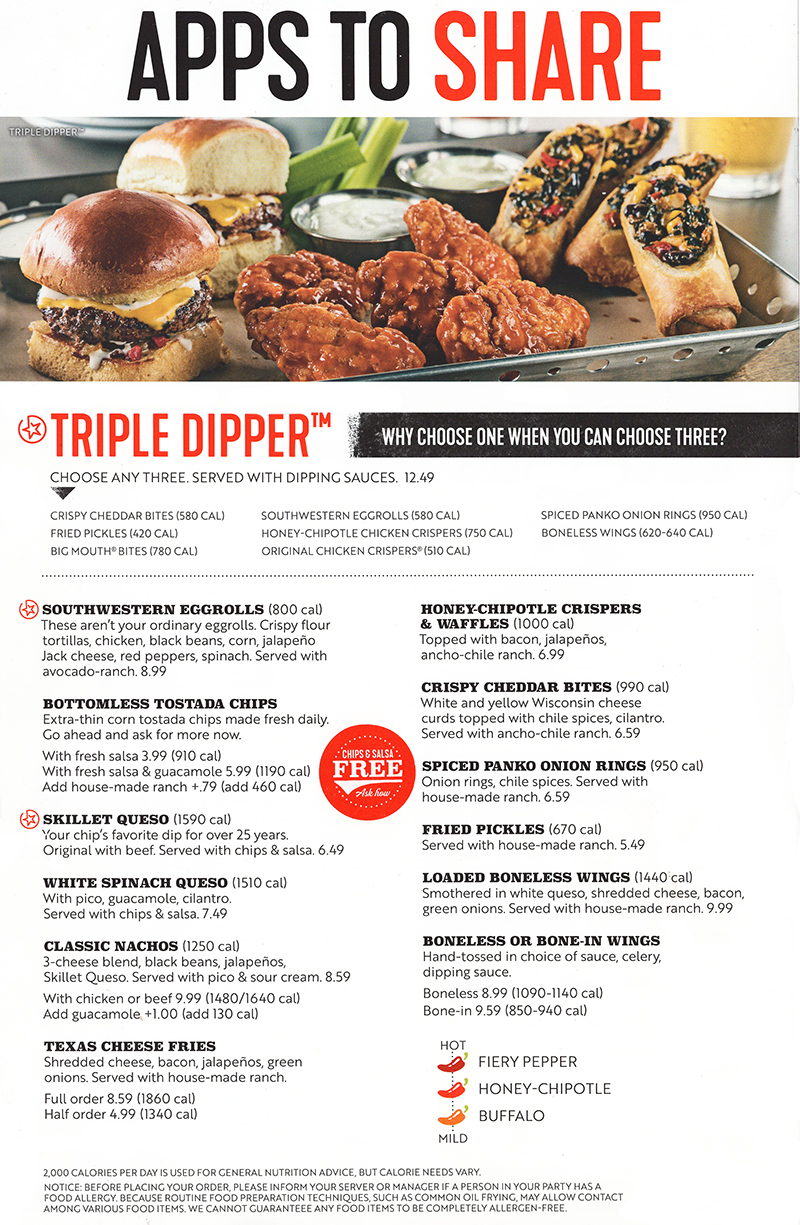 APPS TO SHARE
TRIPLE DIPPER™
TRIPLE DIPPER™
WHY CHOOSE ONE WHEN YOU CAN CHOOSE THREE?
CHOOSE ANY THREE. SERVED WITH DIPPING SAUCES. 12.49
CRISPY CHEDDAR BITES (580 CAL)
FRIED PICKLES (420 CAL)
BIG MOUTH® BITES (780 CAL)
SOUTHWESTERN EGGROLLS (580 CAL)
HONEY-CHIPOTLE CHICKEN CRISPERS (750 CAL)
ORIGINAL CHICKEN CRISPERS® (510 CAL)
SPICED PANKO ONION RINGS (950 CAL)
BONELESS WINGS (620-640 CAL)
SOUTHWESTERN EGGROLLS (800 cal)
These aren't your ordinary eggrolls. Crispy flour
tortillas, chicken, black beans, corn, jalapeño
Jack cheese, red peppers, spinach. Served with
avocado-ranch. 8.99
BOTTOMLESS TOSTADA CHIPS
Extra-thin corn tostada chips made fresh daily.
Go ahead and ask for more now.
With fresh salsa 3.99 (910 cal)
With fresh salsa & guacamole 5.99 (1190 cal)
Add house-made ranch +.79 (add 460 cal)
CHIPS & SALSA
FREE
Ask how
SKILLET QUESO (1590 cal)
Your chip's favorite dip for over 25 years.
Original with beef. Served with chips & salsa. 6.49
WHITE SPINACH QUESO (1510 cal)
With pico, guacamole, cilantro.
Served with chips & salsa. 7.49
CLASSIC NACHOS (1250 cal)
3-cheese blend, black beans, jalapeños,
Skillet Queso. Served with pico & sour cream. 8.59
With chicken or beef 9.99 (1480/1640 cal)
Add guacamole +1.00 (add 130 cal)
TEXAS CHEESE FRIES
Shredded cheese, bacon, jalapeños, green
onions. Served with house-made ranch.
Full order 8.59 (1860 cal)
Half order 4.99 (1340 cal)
HONEY-CHIPOTLE CRISPERS
& WAFFLES (1000 cal)
Topped with bacon, jalapeños,
ancho-chile ranch. 6.99
CRISPY CHEDDAR BITES (990 cal)
White and yellow Wisconsin cheese
curds topped with chile spices, cilantro.
Served with ancho-chile ranch. 6.59
SPICED PANKO ONION RINGS (950 cal)
Onion rings, chile spices. Served with
house-made ranch. 6.59
FRIED PICKLES (670 cal)
Served with house-made ranch. 5.49
LOADED BONELESS WINGS (1440 cal)
Smothered in white queso, shredded cheese, bacon,
green onions. Served with house-made ranch. 9.99
BONELESS OR BONE-IN WINGS
Hand-tossed in choice of sauce, celery,
dipping sauce.
Boneless 8.99 (1090-1140 cal)
Bone-in 9.59 (850-940 cal)
HOT
FIERY PEPPER
HONEY-CHIPOTLE
BUFFALO
MILD
2,000 CALORIES PER DAY IS USED FOR GENERAL NUTRITION ADVICE, BUT CALORIE NEEDS VARY.
NOTICE: BEFORE PLACING YOUR ORDER, PLEASE INFORM YOUR SERVER OR MANAGER IF A PERSON IN YOUR PARTY HAS A
FOOD ALLERGY. BECAUSE ROUTINE FOOD PREPARATION TECHNIQUES, SUCH AS COMMON OIL FRYING, MAY ALLOW CONTACT
AMONG VARIOUS FOOD ITEMS. WE CANNOT GUARANTEEE ANY FOOD ITEMS TO BE COMPLETELY ALLERGEN-FREE.